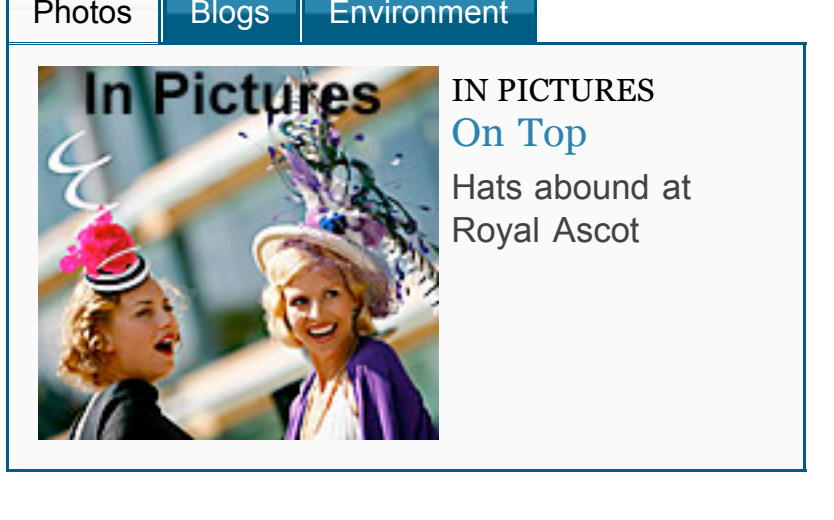 Photos Blogs Environment
In Pictures
IN PICTURES
On Top
Hats abound at
Royal Ascot